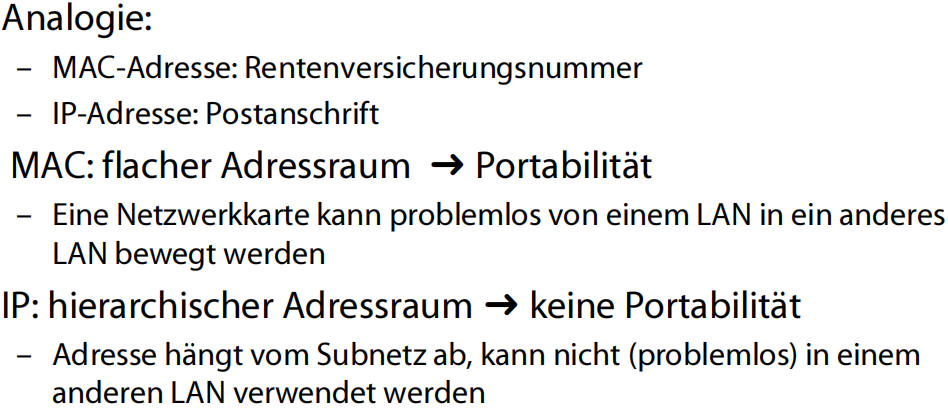 Analogie:
– MAC-Adresse: Rentenversicherungsnummer
– IP-Adresse: Postanschrift
MAC: flacher Adressraum → Portabilität
– Eine Netzwerkkarte kann problemlos von einem LAN in ein anderes
LAN bewegt werden
IP: hierarchischer Adressraum → keine Portabilität
– Adresse hängt vom Subnetz ab, kann nicht (problemlos) in einem
anderen LAN verwendet werden